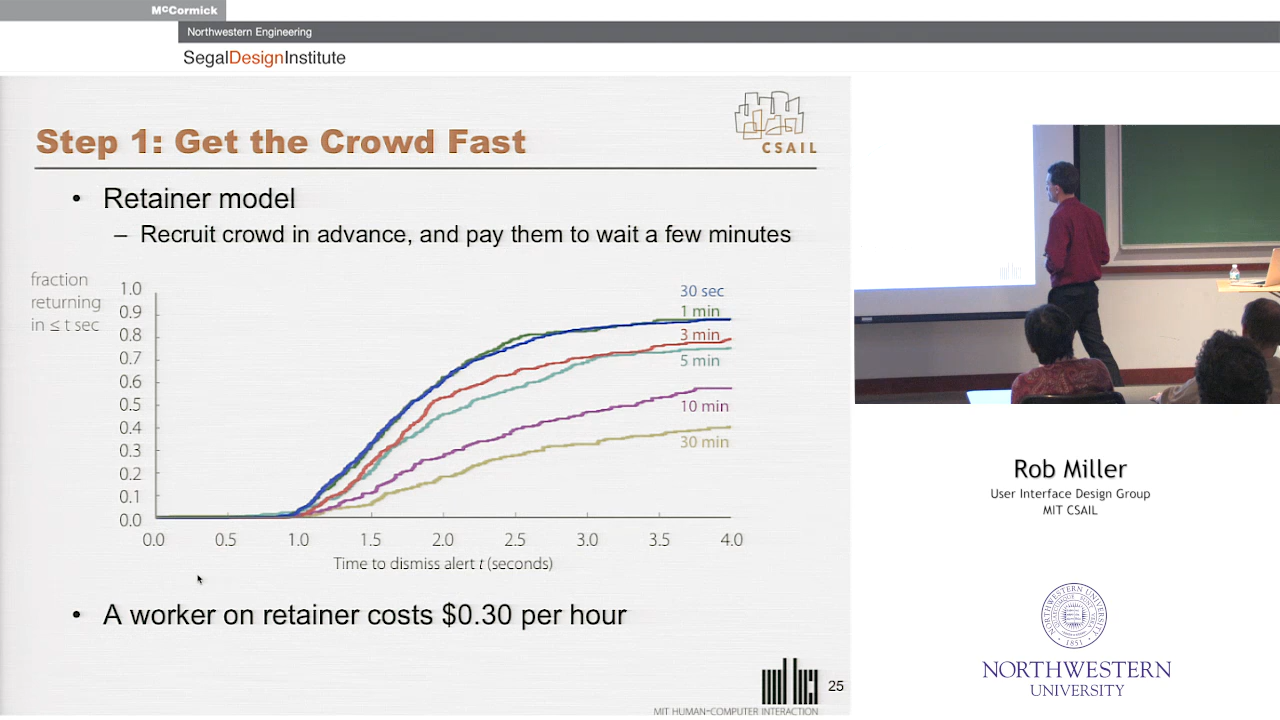 McCormick
Northwestern Engineering
SegalDesignInstitute
Step 1: Get the Crowd Fast
CSAIL
• Retainer model
– Recruit crowd in advance, and pay them to wait a few minutes
fraction
returning
in ≤ t sec
1.0
0.9
0.8
0.7
0.6
0.5
0.4
0.3
0.2
0.1
0.0
30 sec
1 min
3 min
5 min
10 min
30 min
0.0 0.5 1.0 1.5 2.0 2.5 3.0 3.5 4.0
Time to dismiss alert t (seconds)
• A worker on retainer costs $0.30 per hour
25
MIT HUMAN-COMPUTER INTERACTION
Rob Miller
User Interface Design Group
MIT CSAIL
1851
NORTHWESTERN
UNIVERSITY